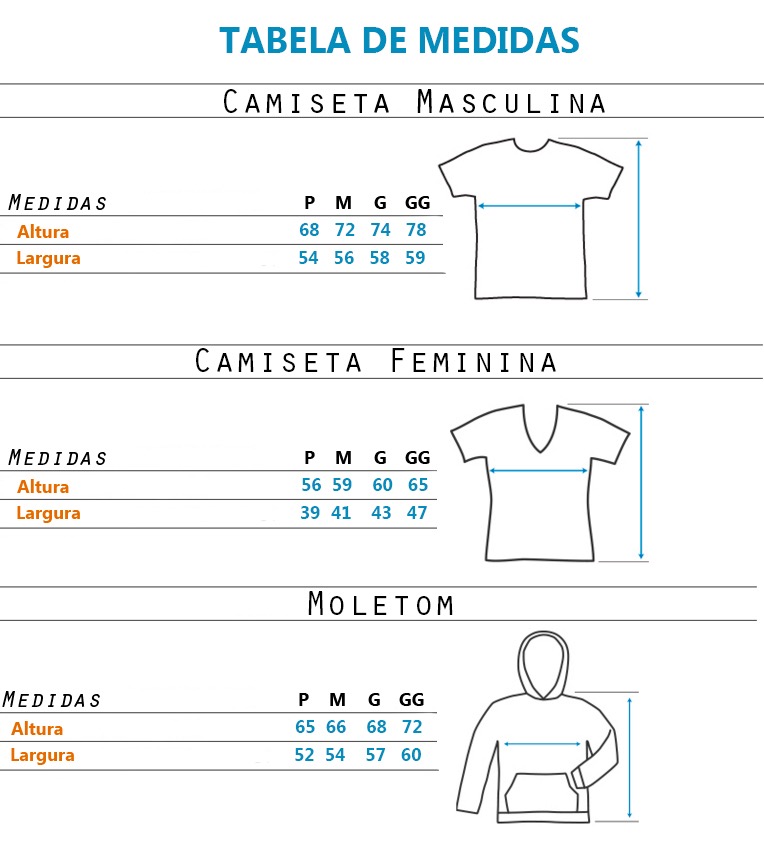 TABELA DE MEDIDAS
CAMISETA MASCULINA
MEDIDAS P M G GG
Altura 68 72 74 78
Largura 54 56 58 59
CAMISETA FEMININA
MEDIDAS P M G GG
Altura 56 59 60 65
Largura 39 41 43 47
MOLETOM
MEDIDAS P M G GG
Altura 65 66 68 72
Largura 52 54 57 60